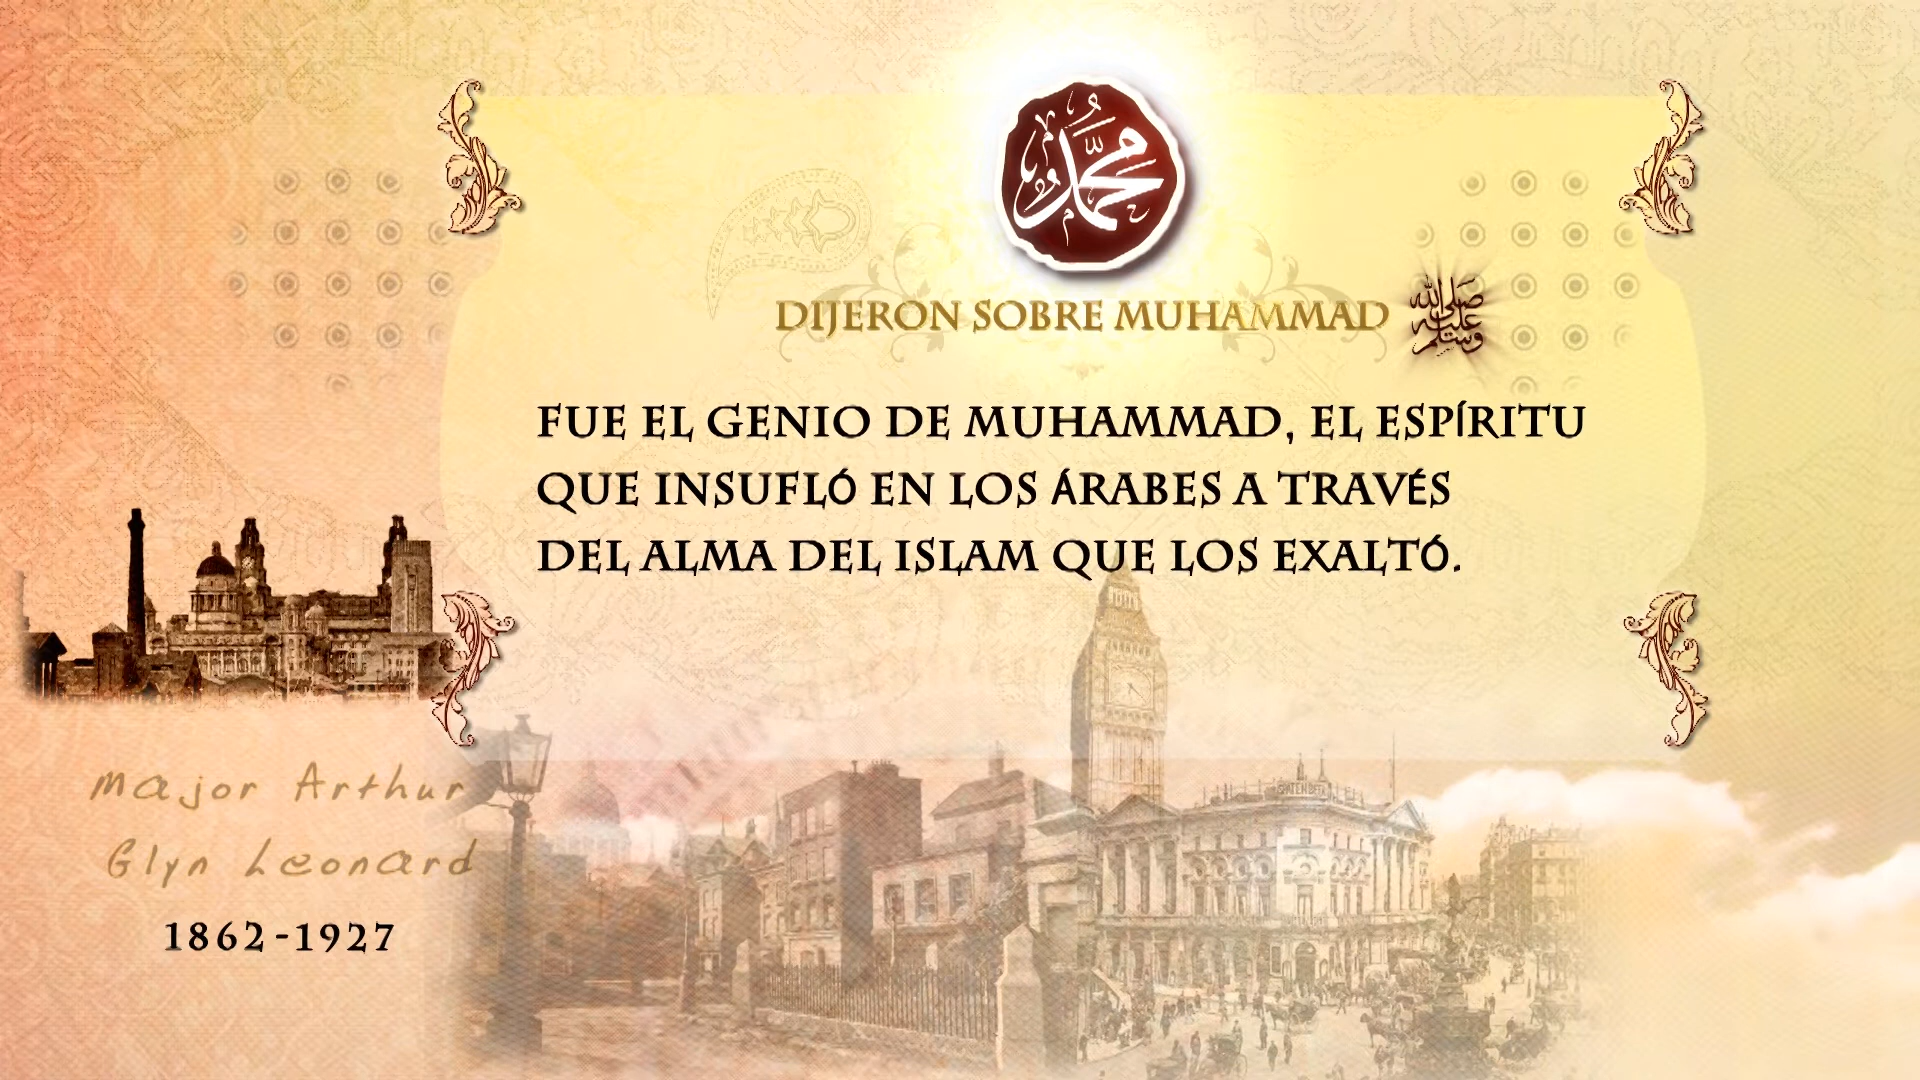 محمد
DIJERON SOBRE MUHAMMAD صلى الله عليه وسلم
FUE EL GENIO DE MUHAMMAD, EL ESPÍRITU
QUE INSUFLÓ EN LOS ÁRABES A TRAVÉS
DEL ALMA DEL ISLAM QUE LOS EXALTÓ.
Major Arthur
Glyn Leonard
1862-1927